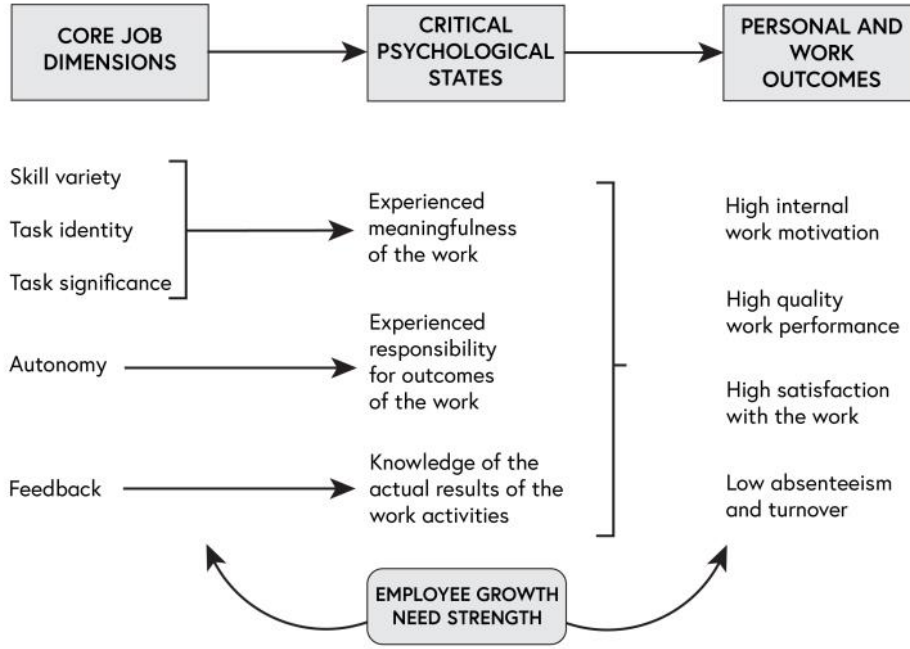 CORE JOB
DIMENSIONS
CRITICAL
PSYCHOLOGICAL
STATES
PERSONAL AND
WORK
OUTCOMES
Skill variety
Task identity
Task significance
Experienced
meaningfulness
of the work
High internal
work motivation
Autonomy
Experienced
responsibility
for outcomes
of the work
High quality
work performance
High satisfaction
with the work
Feedback
Knowledge of the
actual results of the
work activities
Low absenteeism
and turnover
EMPLOYEE GROWTH
NEED STRENGTH